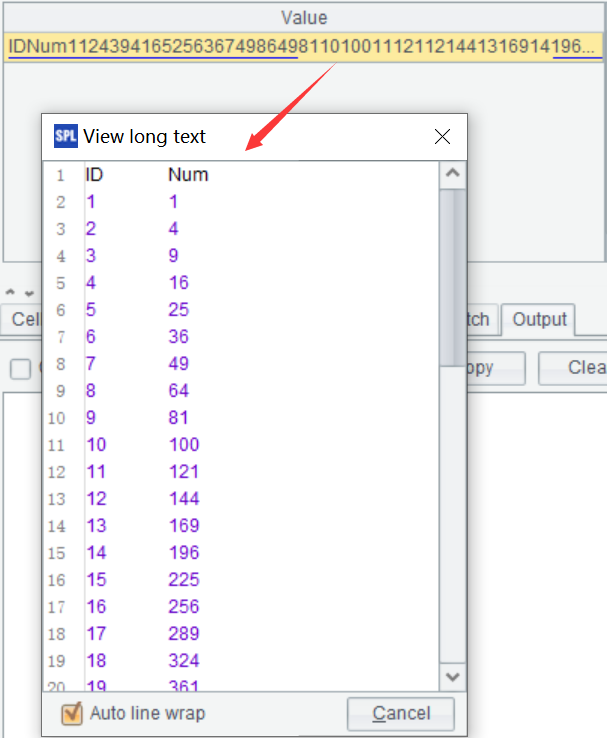 Value
IDNum1124394165256367498649811010011121121441316914196...
SPL View long text
1 ID Num
2 1 1
3 2 4
4 3 9
5 4 16
6 5 25
7 6 36
8 7 49
9 8 64
10 9 81
11 10 100
12 11 121
13 12 144
14 13 169
15 14 196
16 15 225
17 16 256
18 17 289
19 18 324
20 19 361
Auto line wrap Cancel
Cell tch Output
opy Clea